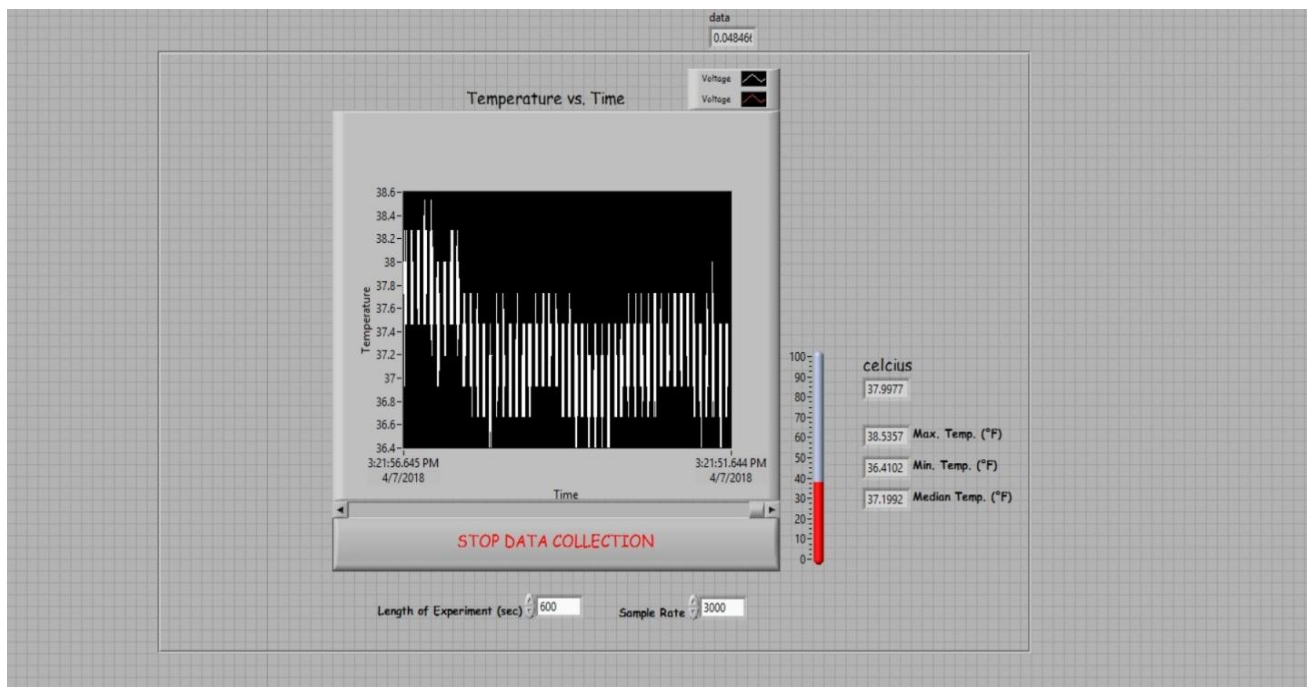 data
0.048466
Voltage
Temperature vs. Time
Voltage
38.6
38.4
38.2
38
37.8
37.6
37.4
37.2
37
36.8
36.6
36.4
Temperature
3:21:56.645 PM
4/7/2018
3:21:51.644 PM
4/7/2018
Time
STOP DATA COLLECTION
100
90
80
70
60
50
40
30
20
10
0
celcius
37.9977
38.5357 Max. Temp. (°F)
36.4102 Min. Temp. (°F)
37.1992 Median Temp. (°F)
Length of Experiment (sec) 600
Sample Rate 3000